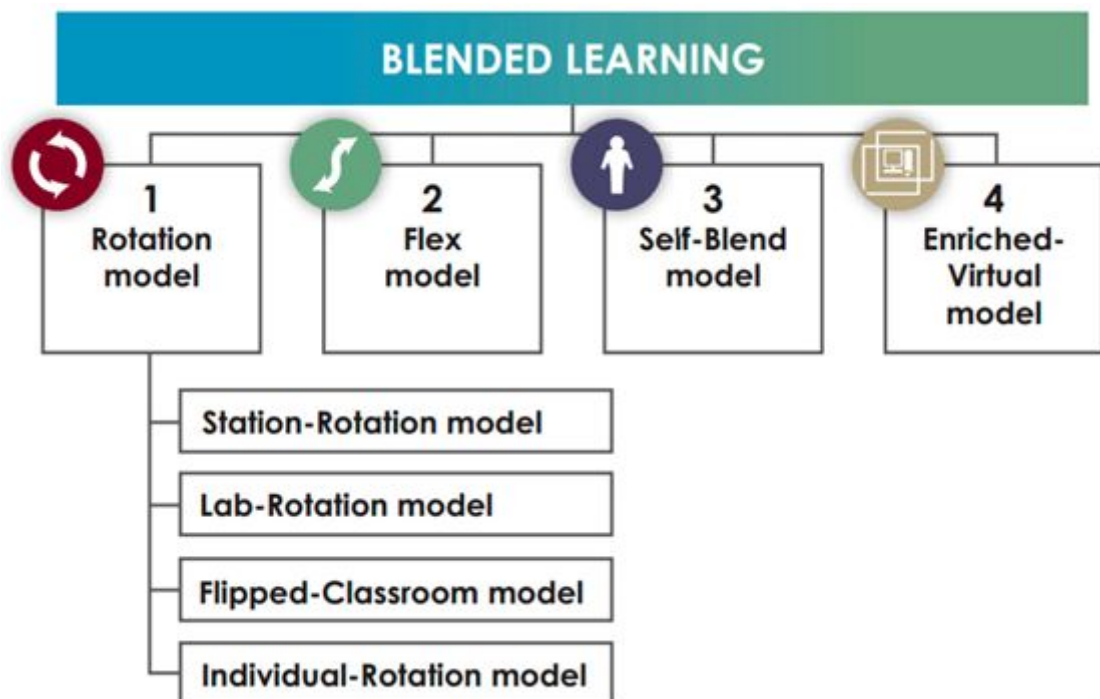 BLENDED LEARNING
1
Rotation
model
2
Flex
model
3
Self-Blend
model
4
Enriched-
Virtual
model
Station-Rotation model
Lab-Rotation model
Flipped-Classroom model
Individual-Rotation model